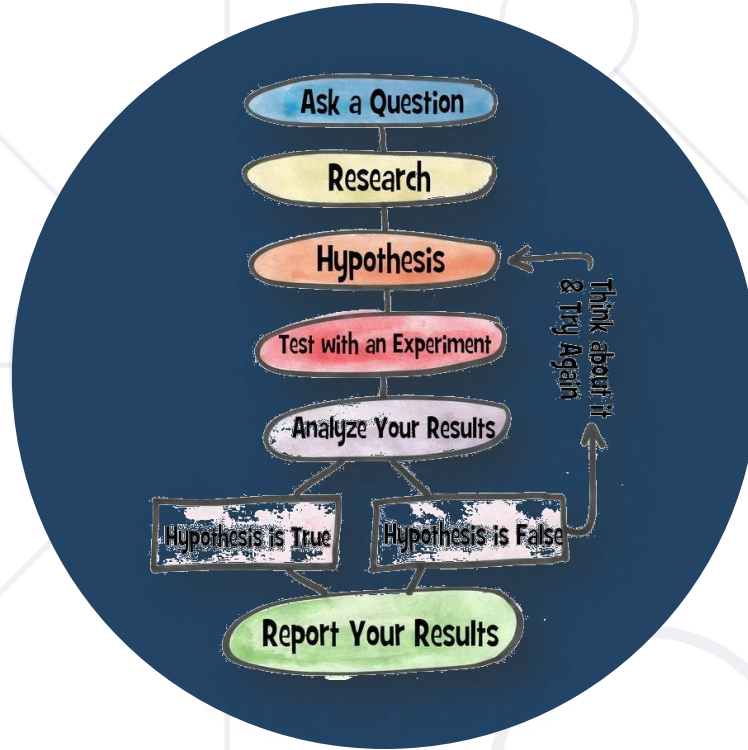 Ask a Question
Research
Hypothesis
Think about it
& Try Again
Test with an Experiment
Analyze Your Results
Hypothesis is True
Hypothesis is False
Report Your Results